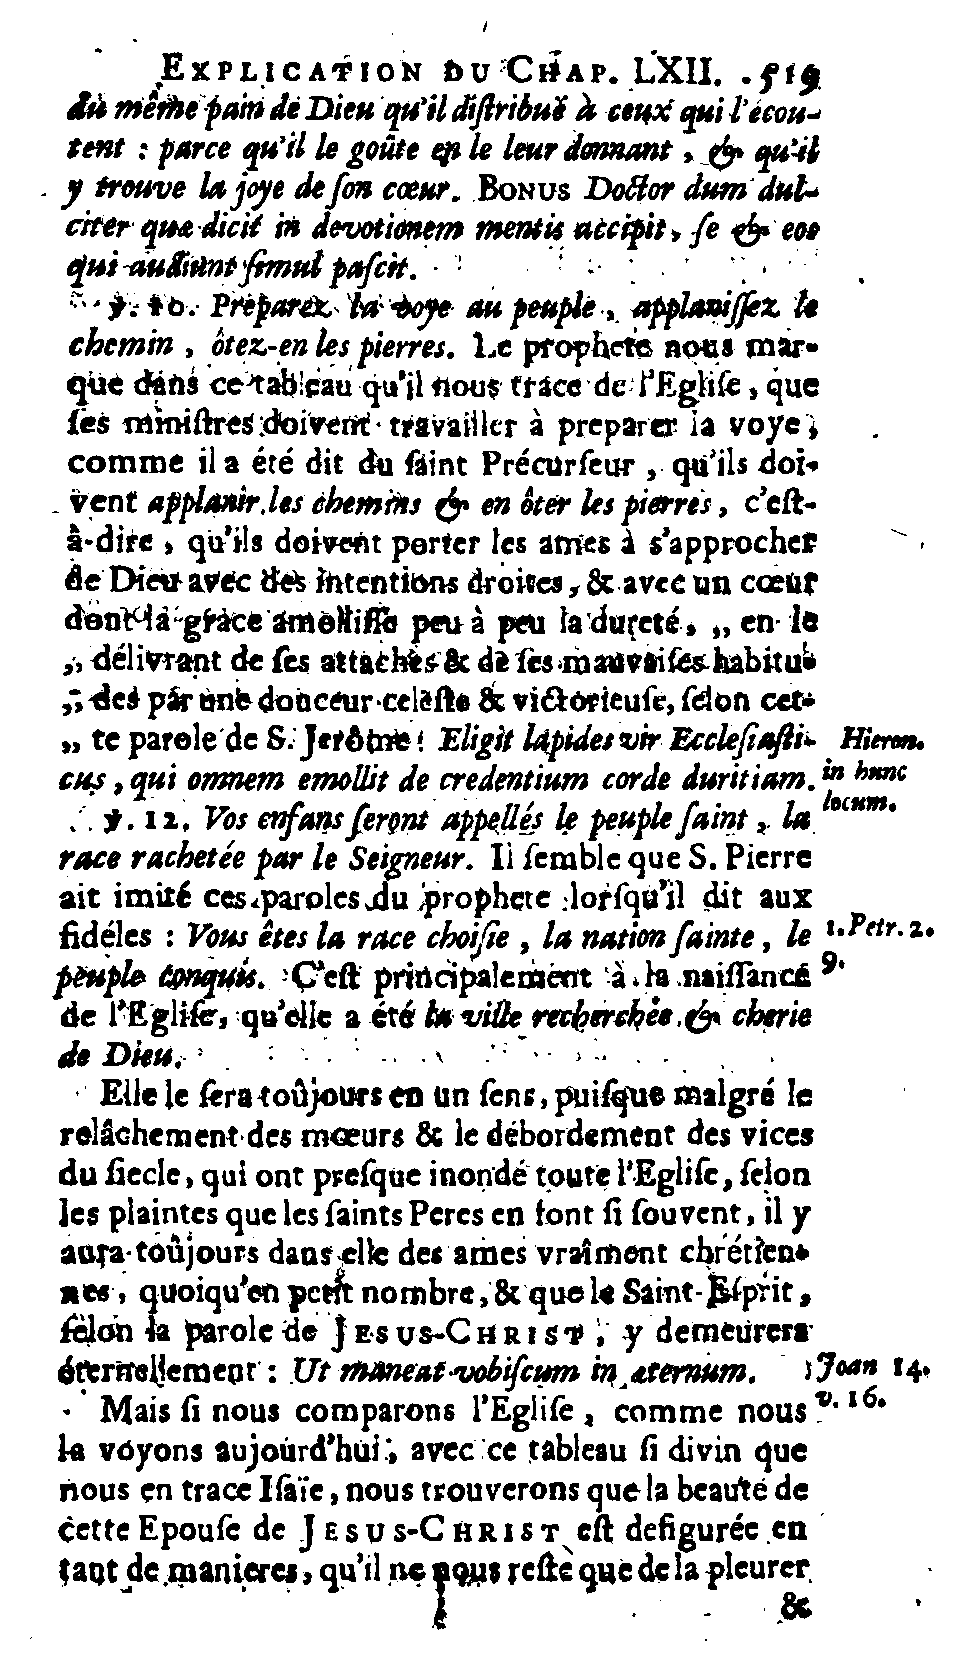 EXPLICATION DU CHAP. LXII. 519
du même pain de Dieu qu'il diſtribuë à ceux qui l'écou-
tent : parce qu'il le goûte en le leur donnant, & qu'il
y trouve la joye de ſon cœur. BONUS Doctor dum dul-
citer quæ dicit in devotionem mentis accipit, ſe & eos
qui audiunt ſimul paſcit.
℣. 10. Préparez la voye au peuple, applaniſſez le
chemin, ôtez-en les pierres. Le prophete nous mar-
que dans ce tableau qu'il nous trace de l'Egliſe, que
ſes miniſtres doivent travailler à preparer la voye,
comme il a été dit du ſaint Précurſeur, qu'ils doi-
vent applanir les chemins & en ôter les pierres, c'eſt-
à-dire, qu'ils doivent porter les ames à s'approcher
de Dieu avec des intentions droites, & avec un cœur
dont la grâce amolliſſe peu à peu la dureté, „ en le
„ délivrant de ſes attaches & de ſes mauvaiſes habitu-
„ des par une douceur celeſte & victorieuſe, ſelon cet-
„ te parole de S. Jerôme: Eligit lapides vir Eccleſiaſti-
cus, qui omnem emollit de credentium corde duritiam.
Hieron.
in hunc
locum.
℣. 12. Vos enfans ſeront appellés le peuple ſaint, la
race rachetée par le Seigneur. Il ſemble que S. Pierre
ait imité ces paroles du prophete lorſqu'il dit aux
fidéles : Vous êtes la race choiſie, la nation ſainte, le
peuple conquis. C'eſt principalement à la naiſſance
1. Petr. 2.
9.
de l'Egliſe, qu'elle a été la ville recherchée & cherie
de Dieu.
Elle le ſera toûjours en un ſens, puiſque malgré le
relâchement des mœurs & le débordement des vices
du ſiecle, qui ont preſque inondé toute l'Egliſe, ſelon
les plaintes que les ſaints Peres en font ſi ſouvent, il y
aura toûjours dans elle des ames vraîment chrétien-
nes, quoiqu'en petit nombre, & que le Saint-Eſprit,
ſelon la parole de JESUS-CHRIST, y demeurera
éternellement : Ut maneat vobiſcum in æternum.
Joan 14.
v. 16.
Mais ſi nous comparons l'Egliſe, comme nous
la voyons aujourd'hui, avec ce tableau ſi divin que
nous en trace Iſaïe, nous trouverons que la beauté de
cette Epouſe de JESUS-CHRIST eſt defigurée en
tant de manieres, qu'il ne nous reſte que de la pleurer
&